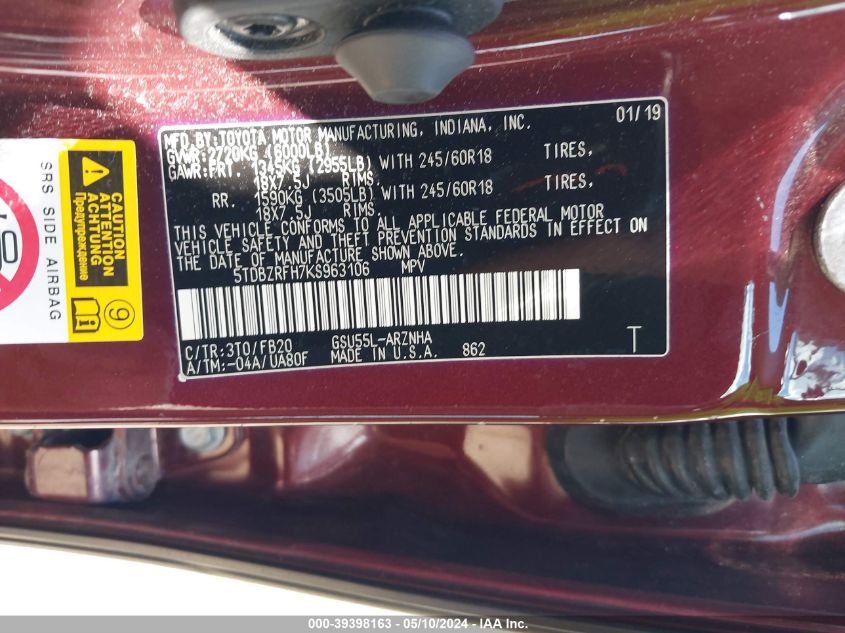 MFD.BY:TOYOTA MOTOR MANUFACTURING, INDIANA, INC. 01/19
GVWR:2720KG (6000LB)
GAWR:FRT. 1345KG (2955LB) WITH 245/60R18 TIRES,
18X7.5J RIMS
RR. 1590KG (3505LB) WITH 245/60R18 TIRES,
18X7.5J RIMS
THIS VEHICLE CONFORMS TO ALL APPLICABLE FEDERAL MOTOR
VEHICLE SAFETY AND THEFT PREVENTION STANDARDS IN EFFECT ON
THE DATE OF MANUFACTURE SHOWN ABOVE.
5TDBZRFH7KS963106 MPV
C/TR:3T0/FB20 GSU55L-ARZNHA
A/TM:-04A/UA80F MADE IN U.S.A. 862 T
SRS SIDE AIRBAG
CAUTION
ATTENTION
ACHTUNG
Предупреждение
9
000-39398163 - 05/10/2024 - IAAI.com